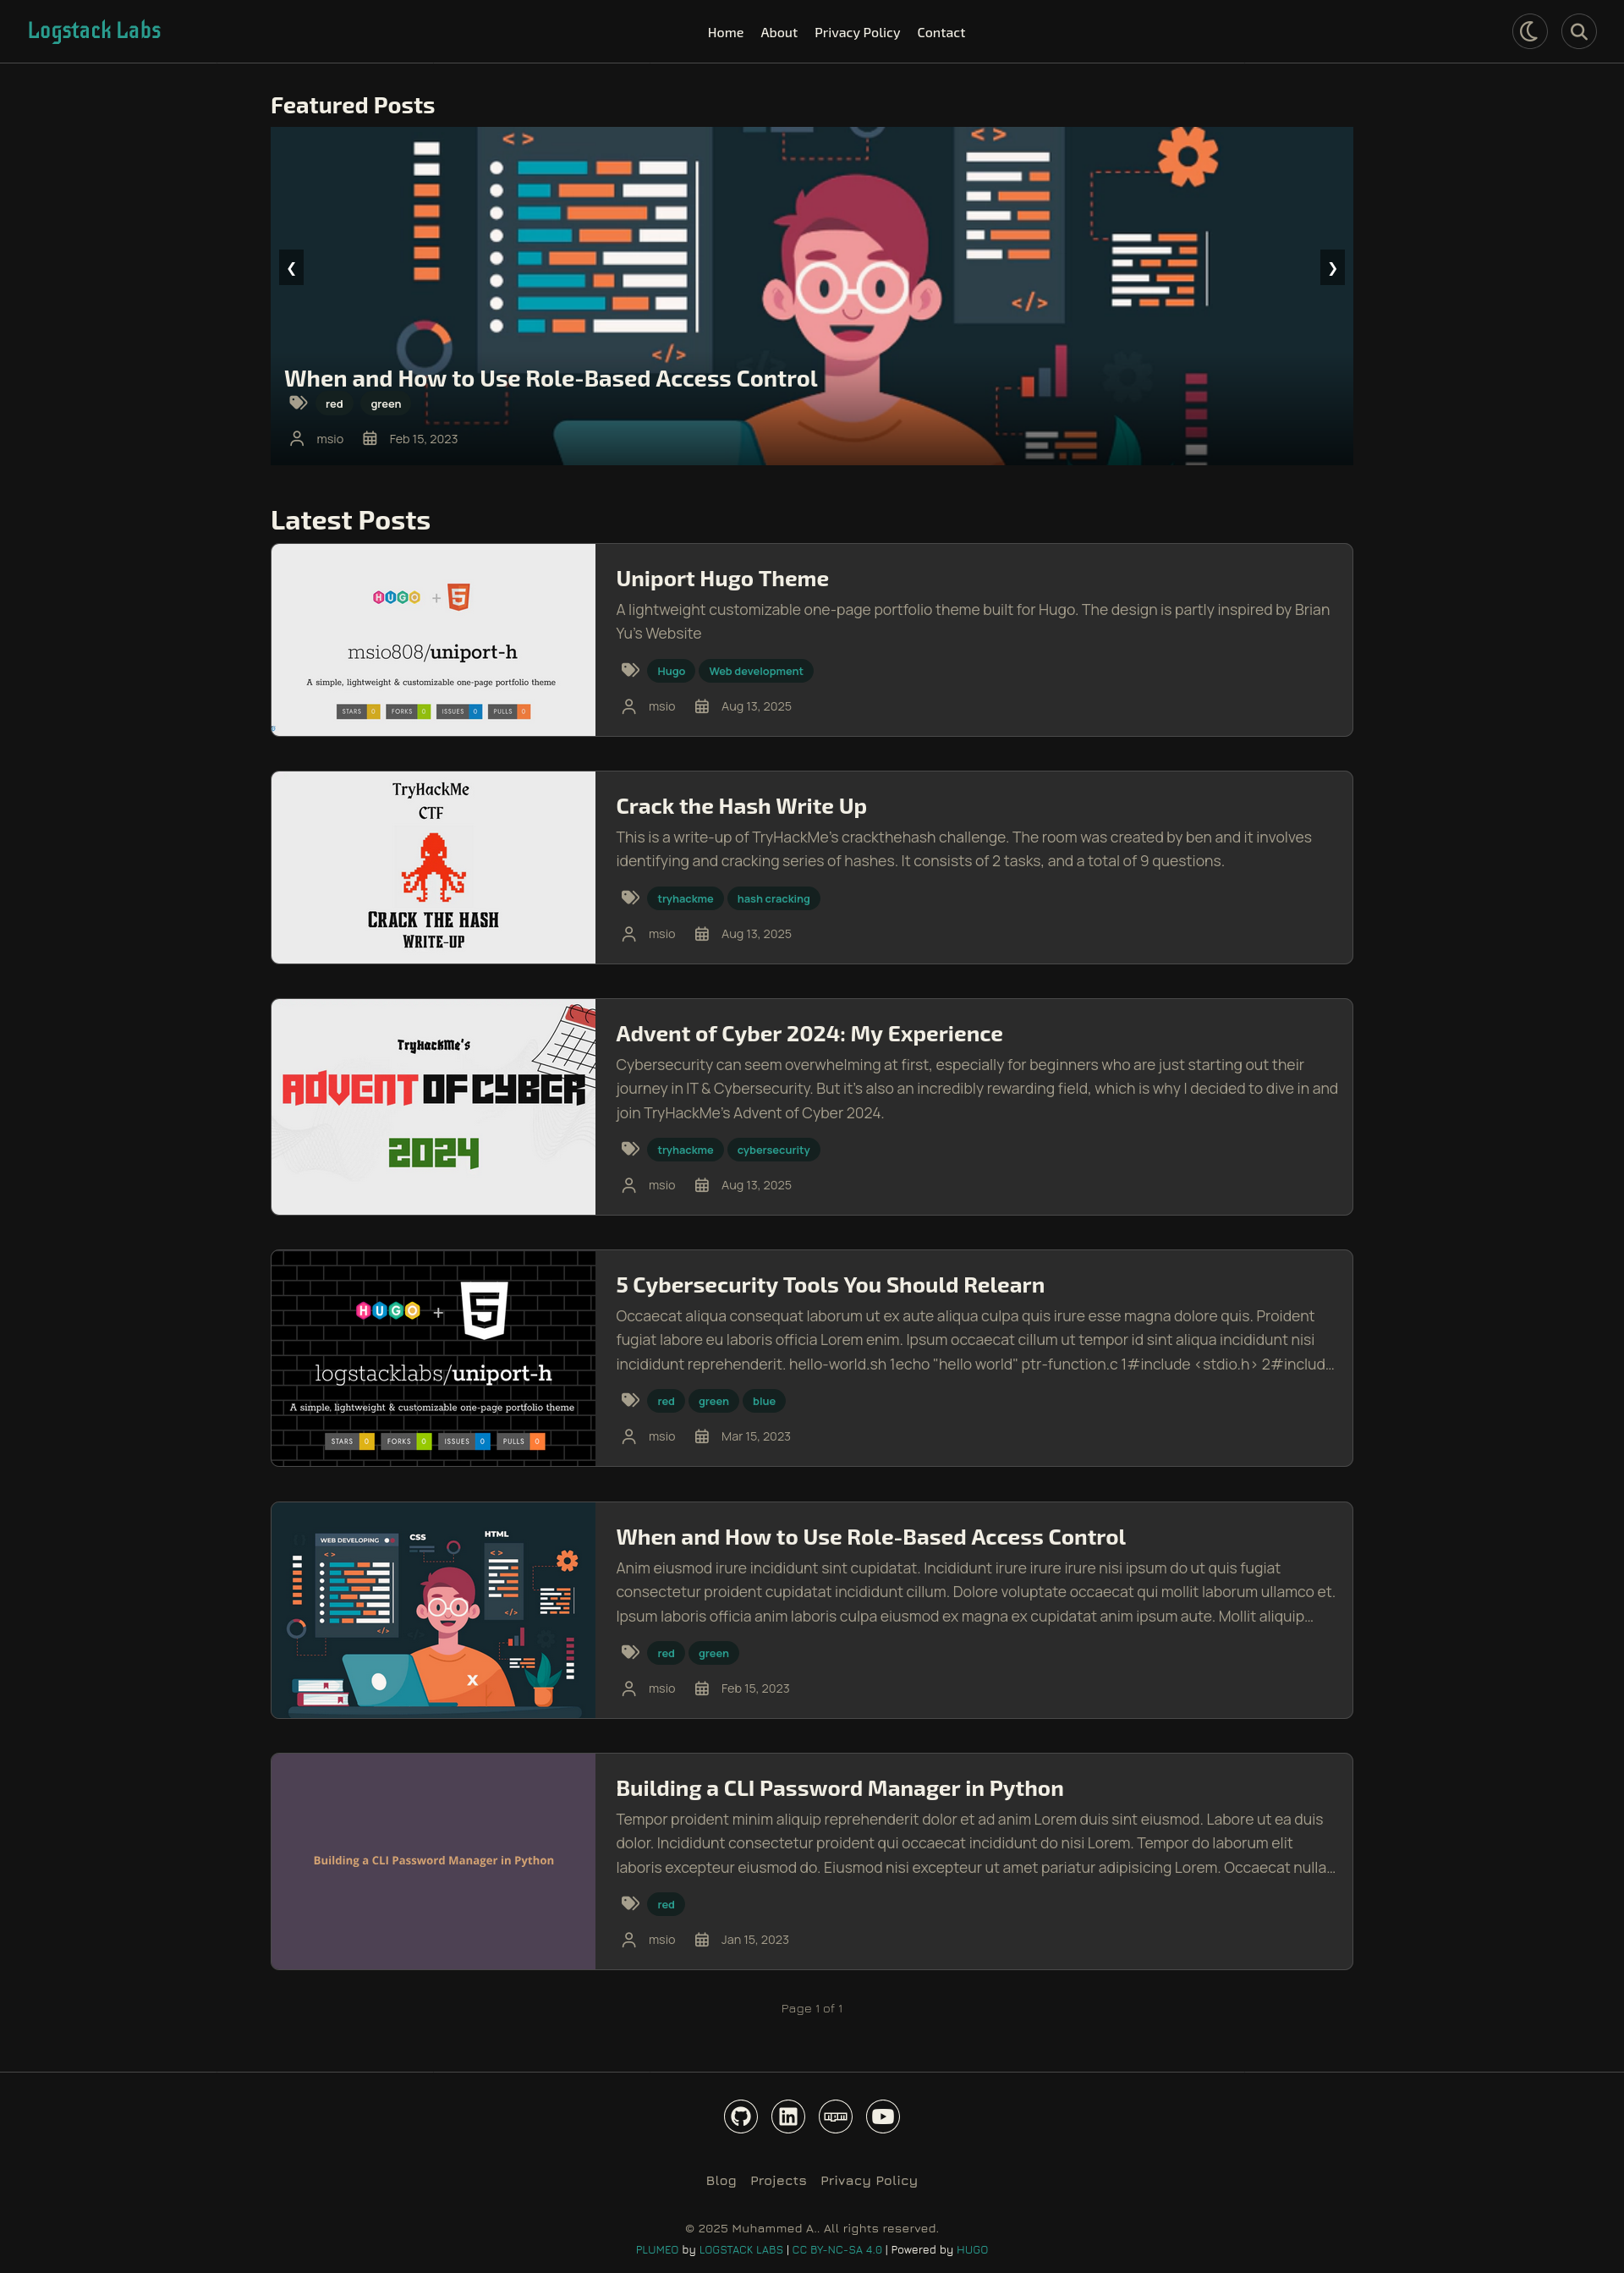 Logstack Labs
Home About Privacy Policy Contact
Featured Posts
When and How to Use Role-Based Access Control
red green
msio Feb 15, 2023
Latest Posts
HUGO + 5
msio808/uniport-h
A simple, lightweight & customizable one-page portfolio theme
STARS 0 FORKS 0 ISSUES 0 PULLS 0
Uniport Hugo Theme
A lightweight customizable one-page portfolio theme built for Hugo. The design is partly inspired by Brian
Yu's Website
Hugo Web development
msio Aug 13, 2025
TryHackMe
CTF
CRACK THE HASH
WRITE-UP
Crack the Hash Write Up
This is a write-up of TryHackMe's crackthehash challenge. The room was created by ben and it involves
identifying and cracking series of hashes. It consists of 2 tasks, and a total of 9 questions.
tryhackme hash cracking
msio Aug 13, 2025
TryHackMe's
ADVENT OF CYBER
2024
Advent of Cyber 2024: My Experience
Cybersecurity can seem overwhelming at first, especially for beginners who are just starting out their
journey in IT & Cybersecurity. But it's also an incredibly rewarding field, which is why I decided to dive in and
join TryHackMe's Advent of Cyber 2024.
tryhackme cybersecurity
msio Aug 13, 2025
HUGO + 5
logstacklabs/uniport-h
A simple, lightweight & customizable one-page portfolio theme
STARS 0 FORKS 0 ISSUES 0 PULLS 0
5 Cybersecurity Tools You Should Relearn
Occaecat aliqua consequat laborum ut ex aute aliqua culpa quis irure esse magna dolore quis. Proident
fugiat labore eu laboris officia Lorem enim. Ipsum occaecat cillum ut tempor id sint aliqua incididunt nisi
incididunt reprehenderit. hello-world.sh 1echo "hello world" ptr-function.c 1#include <stdio.h> 2#includ…
red green blue
msio Mar 15, 2023
WEB DEVELOPING
CSS
HTML
X
When and How to Use Role-Based Access Control
Anim eiusmod irure incididunt sint cupidatat. Incididunt irure irure irure nisi ipsum do ut quis fugiat
consectetur proident cupidatat incididunt cillum. Dolore voluptate occaecat qui mollit laborum ullamco et.
Ipsum laboris officia anim laboris culpa eiusmod ex magna ex cupidatat anim ipsum aute. Mollit aliquip…
red green
msio Feb 15, 2023
Building a CLI Password Manager in Python
Building a CLI Password Manager in Python
Tempor proident minim aliquip reprehenderit dolor et ad anim Lorem duis sint eiusmod. Labore ut ea duis
dolor. Incididunt consectetur proident qui occaecat incididunt do nisi Lorem. Tempor do laborum elit
laboris excepteur eiusmod do. Eiusmod nisi excepteur ut amet pariatur adipisicing Lorem. Occaecat nulla…
red
msio Jan 15, 2023
Page 1 of 1
npm
Blog Projects Privacy Policy
© 2025 Muhammed A.. All rights reserved.
PLUMEO by LOGSTACK LABS | CC BY-NC-SA 4.0 | Powered by HUGO